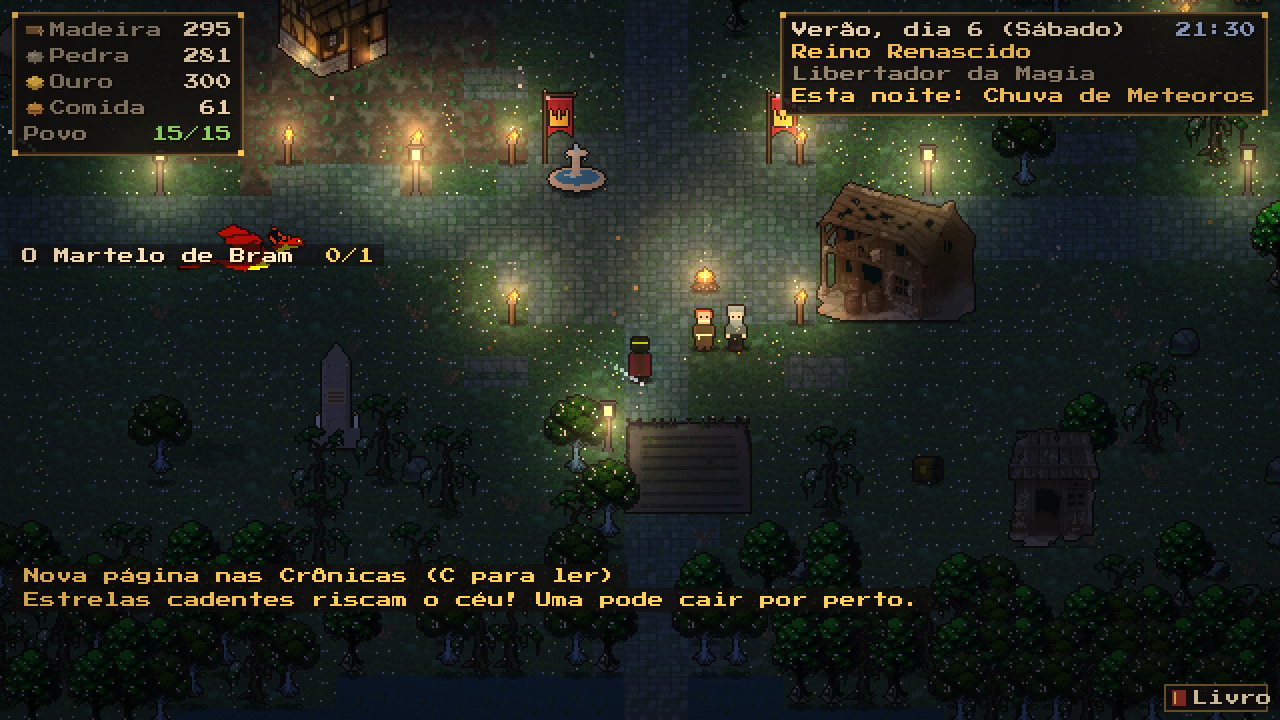 Madeira 295
Pedra 281
Ouro 300
Comida 61
Povo 15/15
Verão, dia 6 (Sábado) 21:30
Reino Renascido
Libertador da Magia
Esta noite: Chuva de Meteoros
O Martelo de Bram 0/1
Nova página nas Crônicas (C para ler)
Estrelas cadentes riscam o céu! Uma pode cair por perto.
Livro